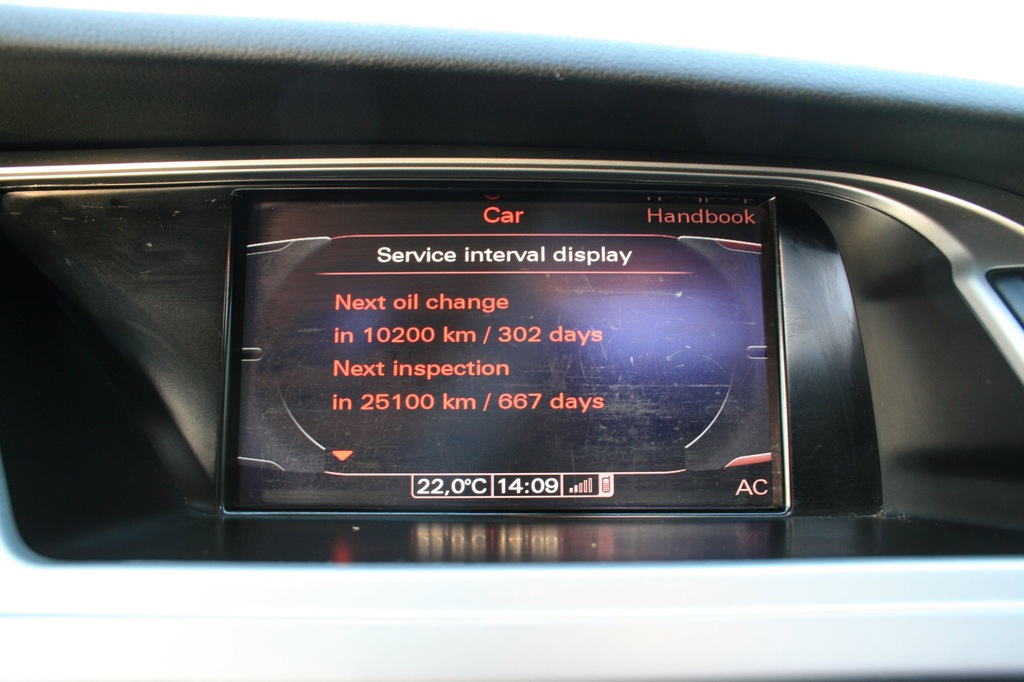 Car
Handbook
Service interval display
Next oil change
in 10200 km / 302 days
Next inspection
in 25100 km / 667 days
22,0°C 14:09
AC